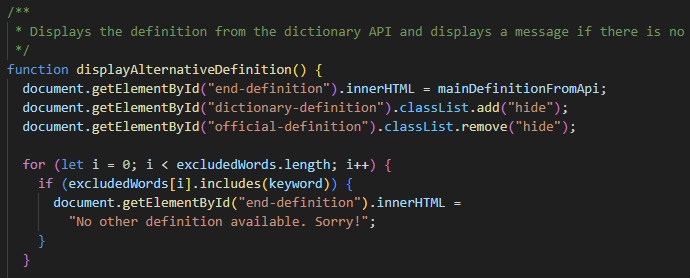 /**
 * Displays the definition from the dictionary API and displays a message if there is no
 */
function displayAlternativeDefinition() {
  document.getElementById("end-definition").innerHTML = mainDefinitionFromApi;
  document.getElementById("dictionary-definition").classList.add("hide");
  document.getElementById("official-definition").classList.remove("hide");

  for (let i = 0; i < excludedWords.length; i++) {
    if (excludedWords[i].includes(keyword)) {
      document.getElementById("end-definition").innerHTML =
        "No other definition available. Sorry!";
    }
  }